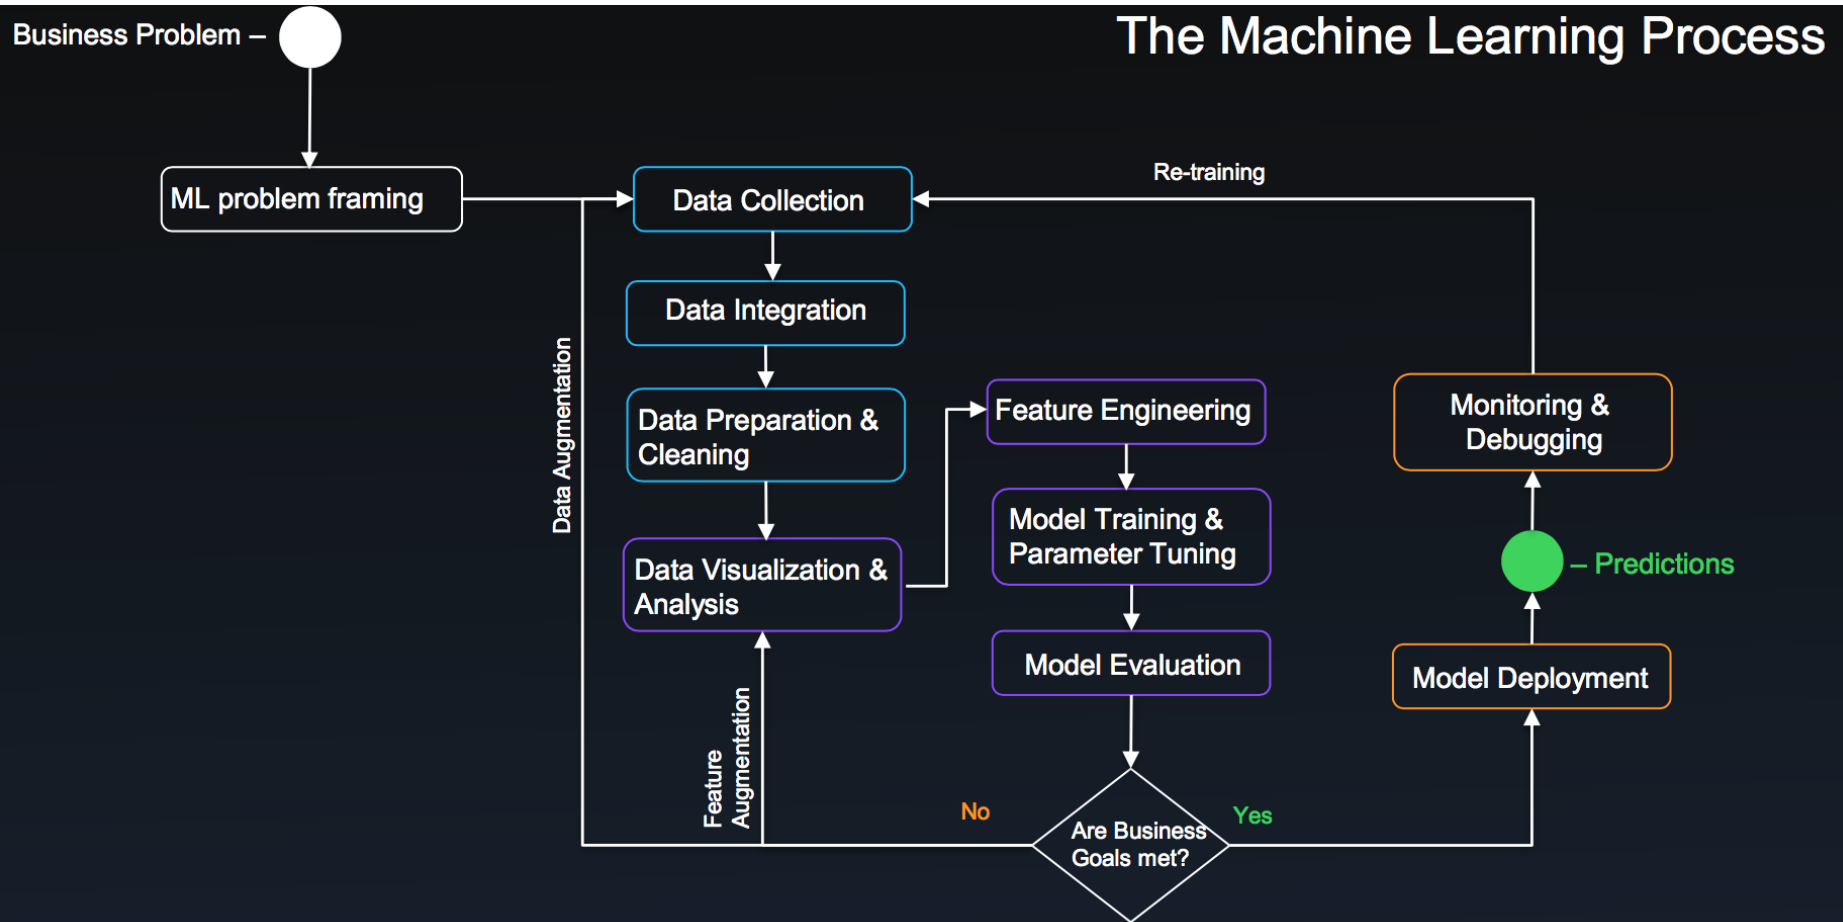 Business Problem –
The Machine Learning Process
ML problem framing
Data Collection
Re-training
Data Integration
Data Augmentation
Data Preparation &
Cleaning
Feature Engineering
Monitoring &
Debugging
Model Training &
Parameter Tuning
– Predictions
Data Visualization &
Analysis
Model Evaluation
Model Deployment
Feature
Augmentation
No
Yes
Are Business
Goals met?